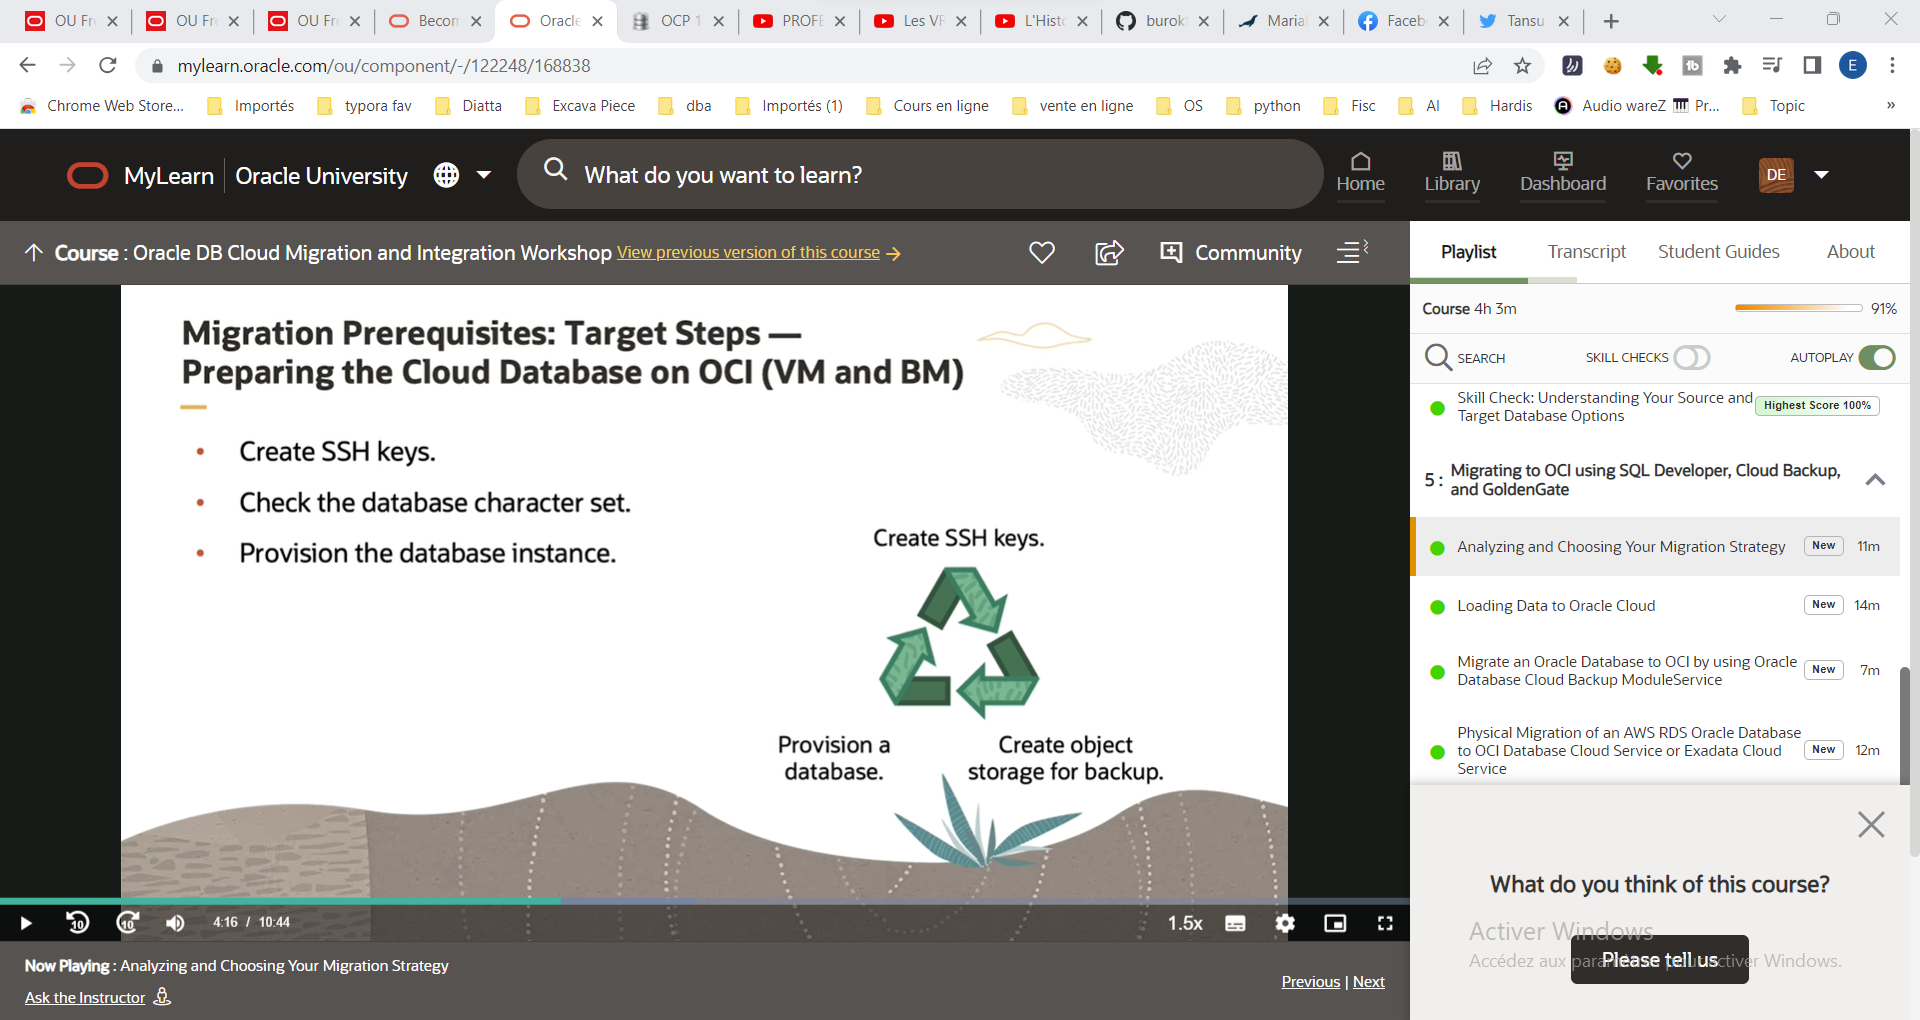 OU Fr
OU Fr
OU Fr
Becom
Oracle
OCP 1
PROFE
Les VR
L'Histo
burok
Maria
Faceb
Tansu
mylearn.oracle.com/ou/component/-/122248/168838
E
Chrome Web Store...
Importés
typora fav
Diatta
Excava Piece
dba
Importés (1)
Cours en ligne
vente en ligne
OS
python
Fisc
AI
Hardis
Audio wareZ
Pr...
Topic
»
MyLearn
Oracle University
What do you want to learn?
Home
Library
Dashboard
Favorites
DE
Course : Oracle DB Cloud Migration and Integration Workshop View previous version of this course
Community
Playlist
Transcript
Student Guides
About
Course 4h 3m
91%
SEARCH
SKILL CHECKS
AUTOPLAY
Migration Prerequisites: Target Steps —
Preparing the Cloud Database on OCI (VM and BM)
• Create SSH keys.
• Check the database character set.
• Provision the database instance.
Create SSH keys.
Provision a
database.
Create object
storage for backup.
4:16 / 10:44
1.5x
Now Playing : Analyzing and Choosing Your Migration Strategy
Ask the Instructor
Previous | Next
Skill Check: Understanding Your Source and
Target Database Options
Highest Score 100%
5 : Migrating to OCI using SQL Developer, Cloud Backup,
and GoldenGate
Analyzing and Choosing Your Migration Strategy New 11m
Loading Data to Oracle Cloud New 14m
Migrate an Oracle Database to OCI by using Oracle
Database Cloud Backup ModuleService
New 7m
Physical Migration of an AWS RDS Oracle Database
to OCI Database Cloud Service or Exadata Cloud
Service
New 12m
What do you think of this course?
Activer Windows
Accédez aux paramètres pour activer Windows.
Please tell us